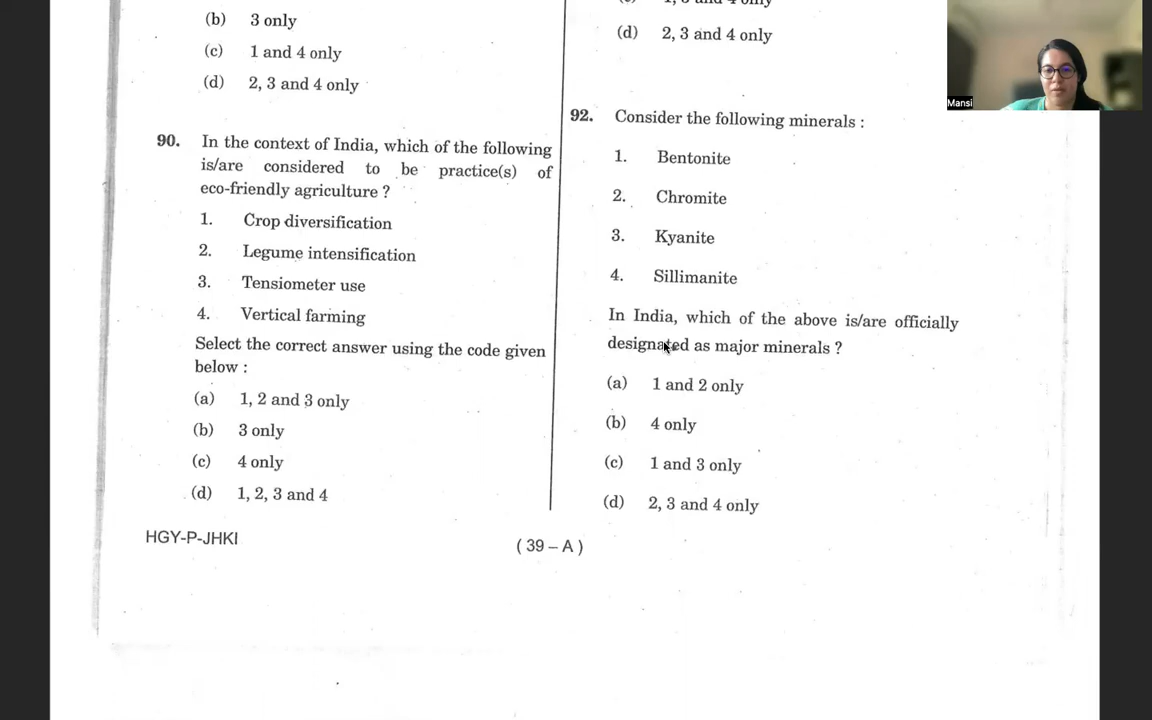 (b) 3 only
(c) 1 and 4 only
(d) 2, 3 and 4 only
90. In the context of India, which of the following
is/are considered to be practice(s) of
eco-friendly agriculture ?
1. Crop diversification
2. Legume intensification
3. Tensiometer use
4. Vertical farming
Select the correct answer using the code given
below :
(a) 1, 2 and 3 only
(b) 3 only
(c) 4 only
(d) 1, 2, 3 and 4
HGY-P-JHKI
(d) 2, 3 and 4 only
92. Consider the following minerals :
1. Bentonite
2. Chromite
3. Kyanite
4. Sillimanite
In India, which of the above is/are officially
designated as major minerals ?
(a) 1 and 2 only
(b) 4 only
(c) 1 and 3 only
(d) 2, 3 and 4 only
( 39 – A )
Mansi